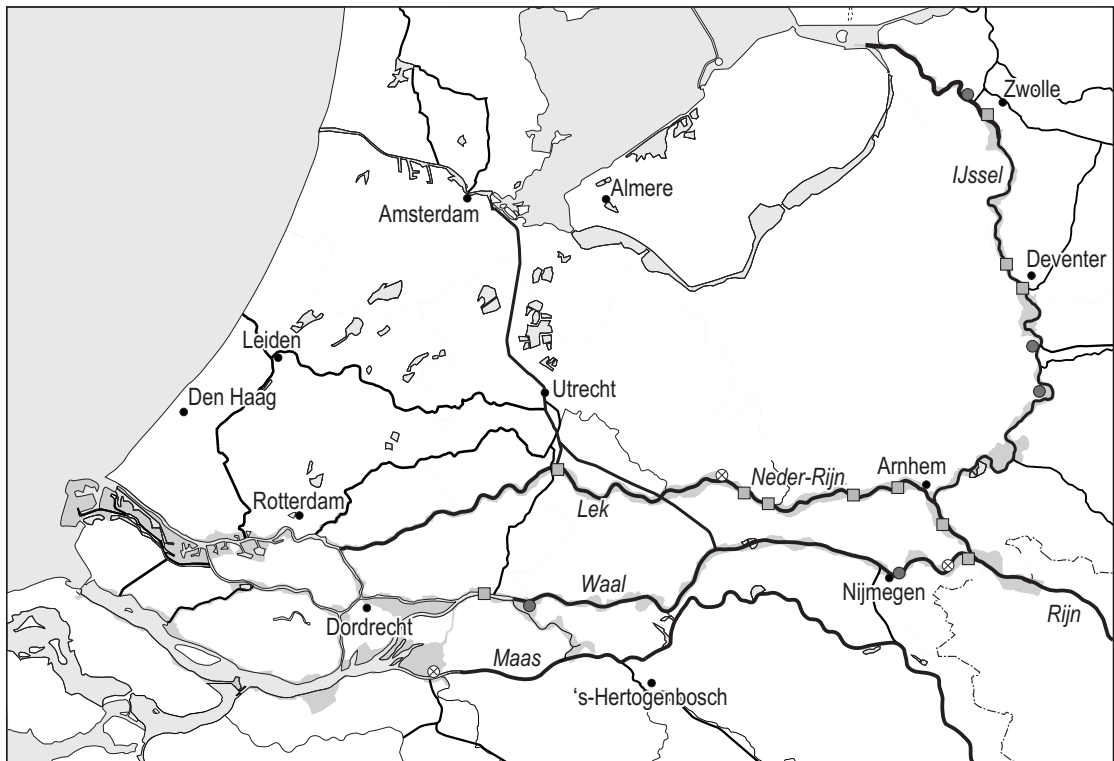 Zwolle
IJssel
Almere
Amsterdam
Deventer
Leiden
Utrecht
Den Haag
Neder-Rijn
Arnhem
Rotterdam
Lek
Waal
Nijmegen
Rijn
Dordrecht
Maas
‘s-Hertogenbosch